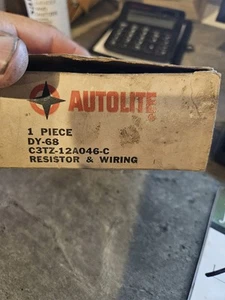 AUTOLITE
1 PIECE
DY-68
C3TZ-12A046-C
RESISTOR & WIRING